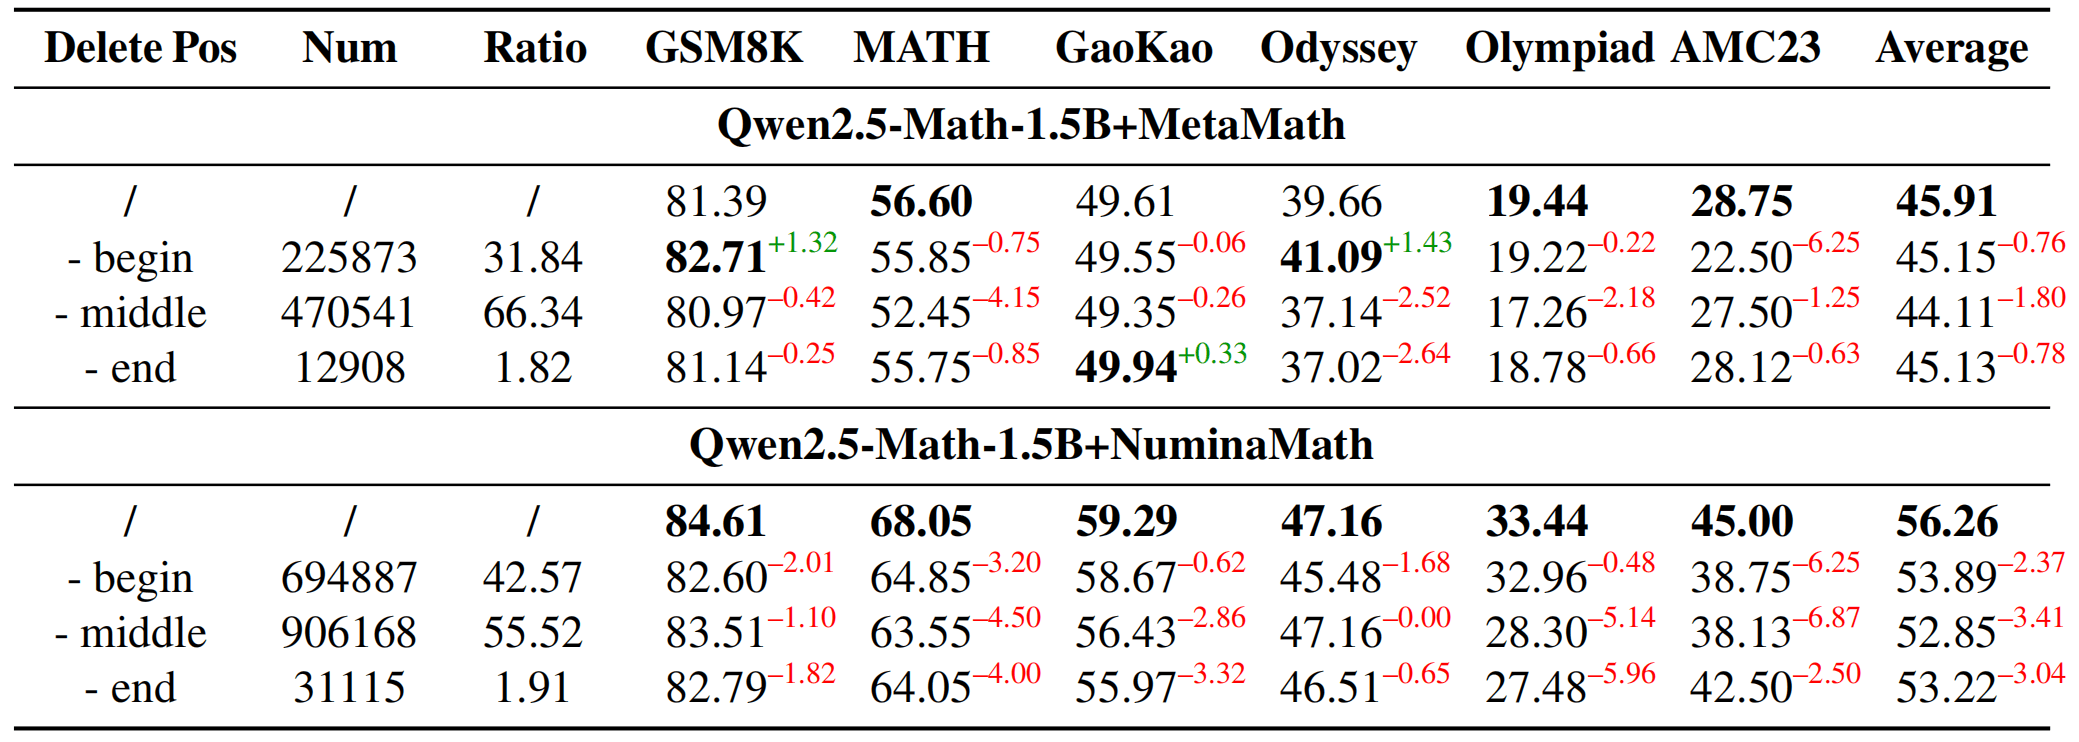 Delete Pos Num Ratio GSM8K MATH GaoKao Odyssey Olympiad AMC23 Average
Qwen2.5-Math-1.5B+MetaMath
/ / / 81.39 56.60 49.61 39.66 19.44 28.75 45.91
- begin 225873 31.84 82.71+1.32 55.85–0.75 49.55–0.06 41.09+1.43 19.22–0.22 22.50–6.25 45.15–0.76
- middle 470541 66.34 80.97–0.42 52.45–4.15 49.35–0.26 37.14–2.52 17.26–2.18 27.50–1.25 44.11–1.80
- end 12908 1.82 81.14–0.25 55.75–0.85 49.94+0.33 37.02–2.64 18.78–0.66 28.12–0.63 45.13–0.78
Qwen2.5-Math-1.5B+NuminaMath
/ / / 84.61 68.05 59.29 47.16 33.44 45.00 56.26
- begin 694887 42.57 82.60–2.01 64.85–3.20 58.67–0.62 45.48–1.68 32.96–0.48 38.75–6.25 53.89–2.37
- middle 906168 55.52 83.51–1.10 63.55–4.50 56.43–2.86 47.16–0.00 28.30–5.14 38.13–6.87 52.85–3.41
- end 31115 1.91 82.79–1.82 64.05–4.00 55.97–3.32 46.51–0.65 27.48–5.96 42.50–2.50 53.22–3.04